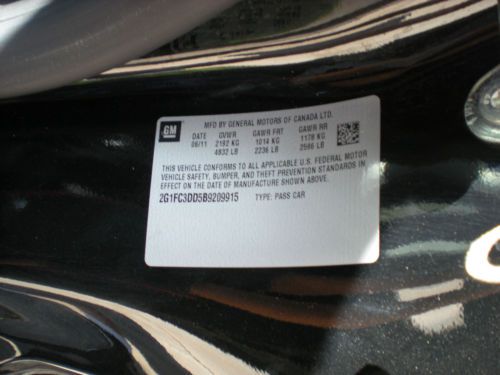 GM
MFD BY GENERAL MOTORS OF CANADA LTD.
DATE GVWR GAWR FRT GAWR RR
06/11 2192 KG 1014 KG 1178 KG
4832 LB 2236 LB 2596 LB
THIS VEHICLE CONFORMS TO ALL APPLICABLE U.S. FEDERAL MOTOR
VEHICLE SAFETY, BUMPER, AND THEFT PREVENTION STANDARDS IN
EFFECT ON THE DATE OF MANUFACTURE SHOWN ABOVE.
2G1FC3DD5B9209915 TYPE: PASS CAR